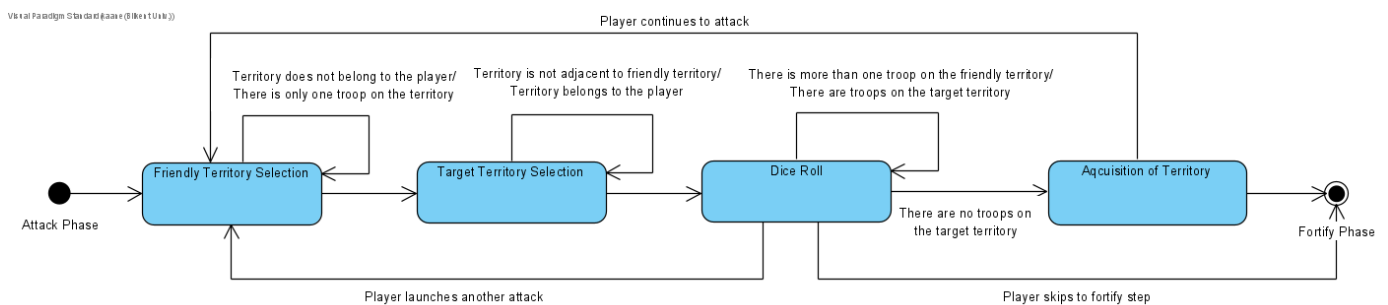 Visual Paradigm Standard(kaane(Bilkent Univ.))
Player continues to attack
Territory does not belong to the player/
There is only one troop on the territory
Territory is not adjacent to friendly territory/
Territory belongs to the player
There is more than one troop on the friendly territory/
There are troops on the target territory
Friendly Territory Selection
Target Territory Selection
Dice Roll
Aqcuisition of Territory
Attack Phase
There are no troops on
the target territory
Fortify Phase
Player launches another attack
Player skips to fortify step